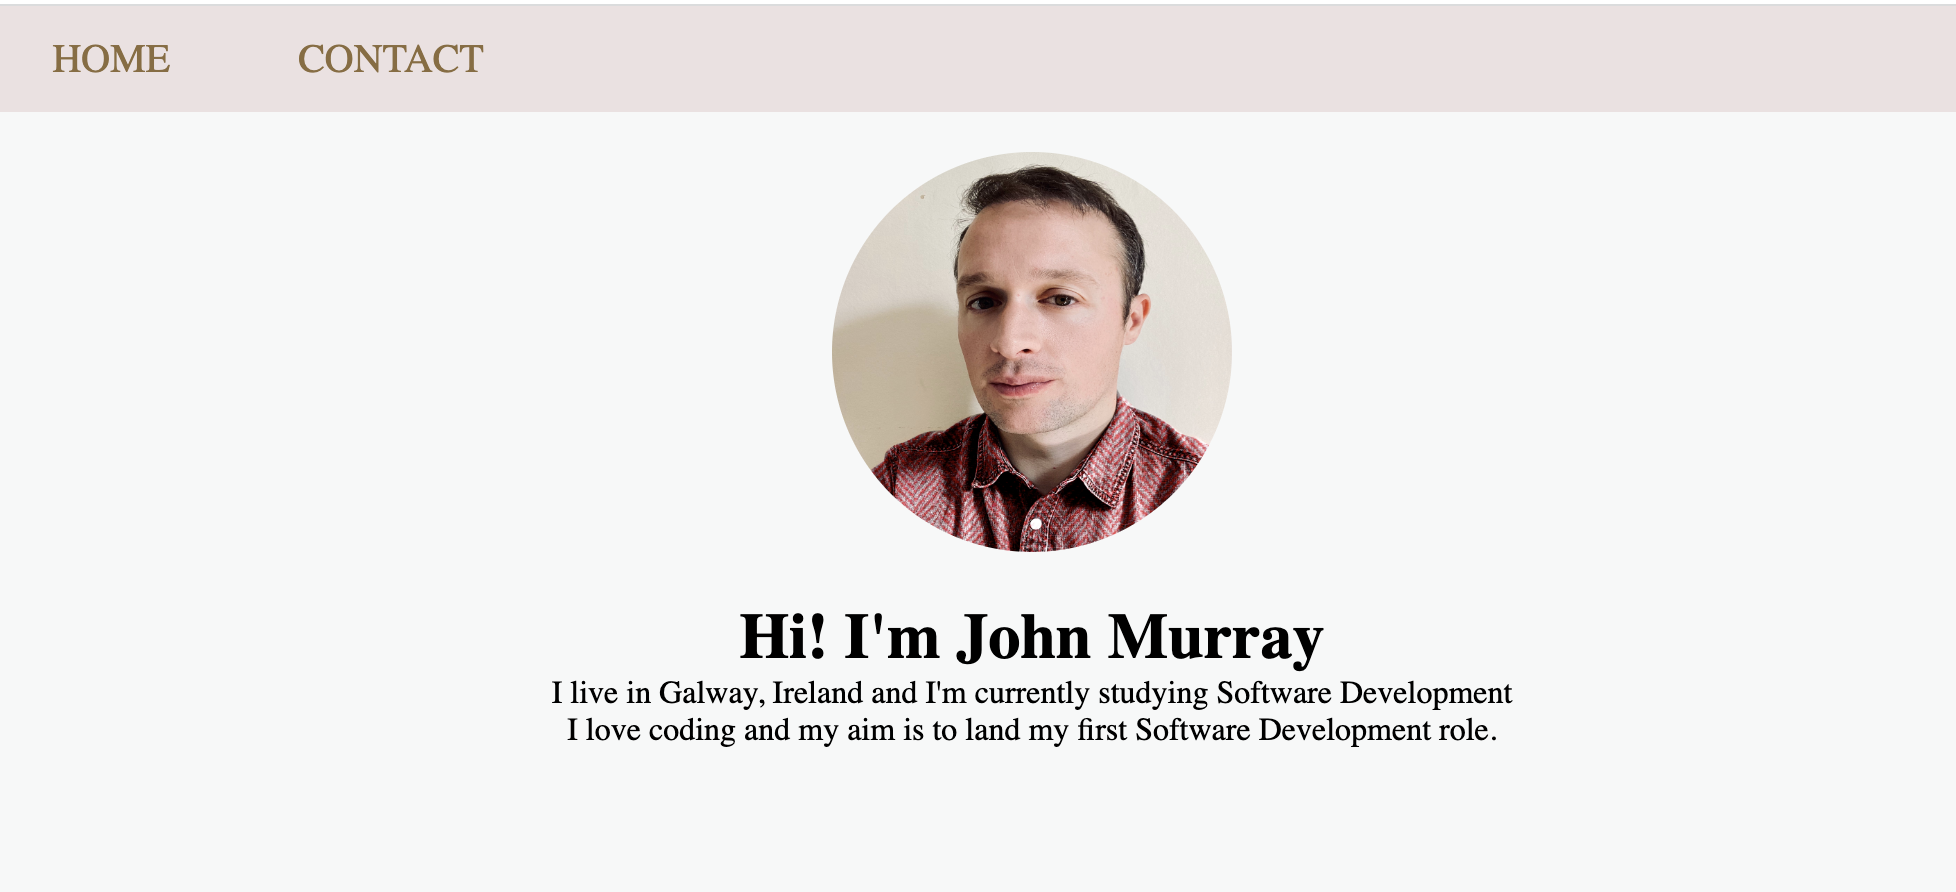 HOME CONTACT
Hi! I'm John Murray
I live in Galway, Ireland and I'm currently studying Software Development
I love coding and my aim is to land my first Software Development role.